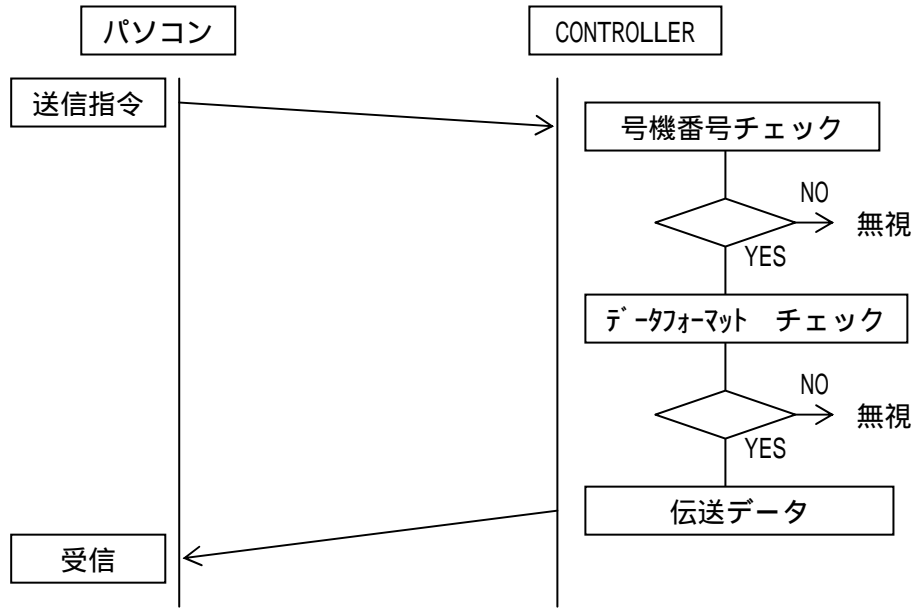 パソコン
CONTROLLER
送信指令
号機番号チェック
NO
無視
YES
ﾃﾞｰﾀﾌｫｰﾏｯﾄ　チェック
NO
無視
YES
伝送データ
受信